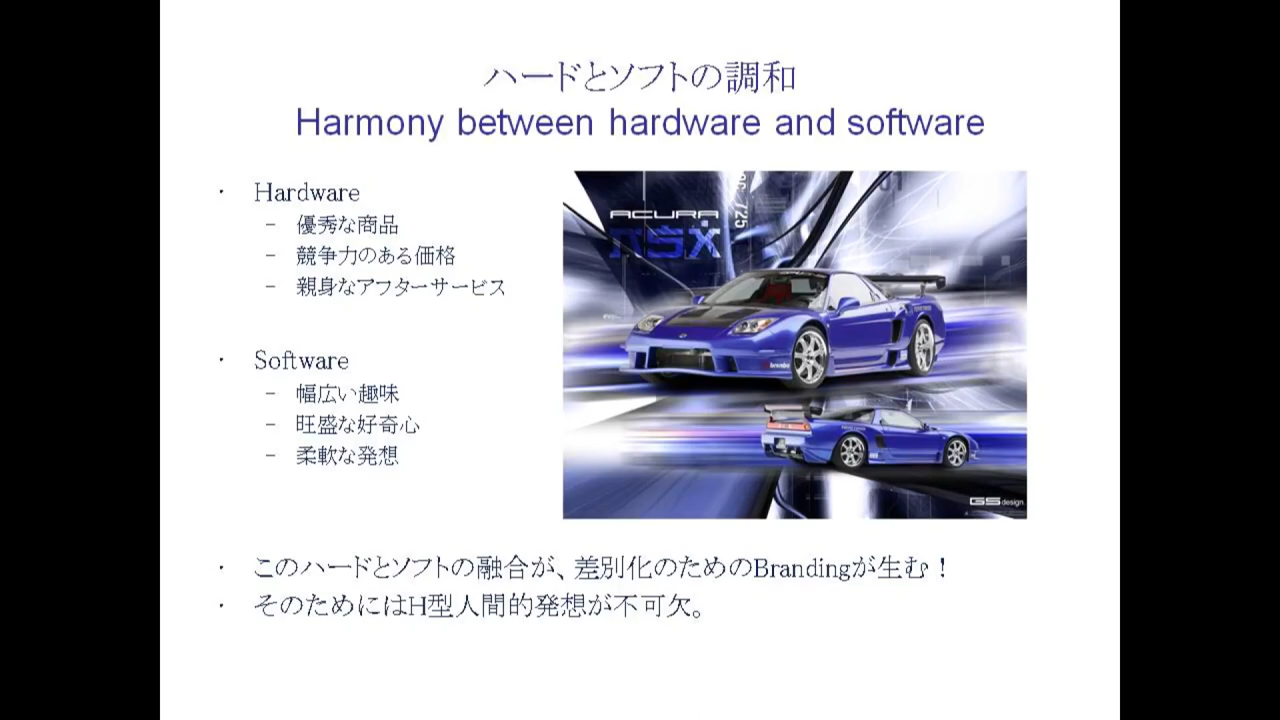 ハードとソフトの調和
Harmony between hardware and software
・ Hardware
– 優秀な商品
– 競争力のある価格
– 親身なアフターサービス
・ Software
– 幅広い趣味
– 旺盛な好奇心
– 柔軟な発想
ACURA
NSX
GS design.
・ このハードとソフトの融合が、差別化のためのBrandingが生む！
・ そのためにはH型人間的発想が不可欠。